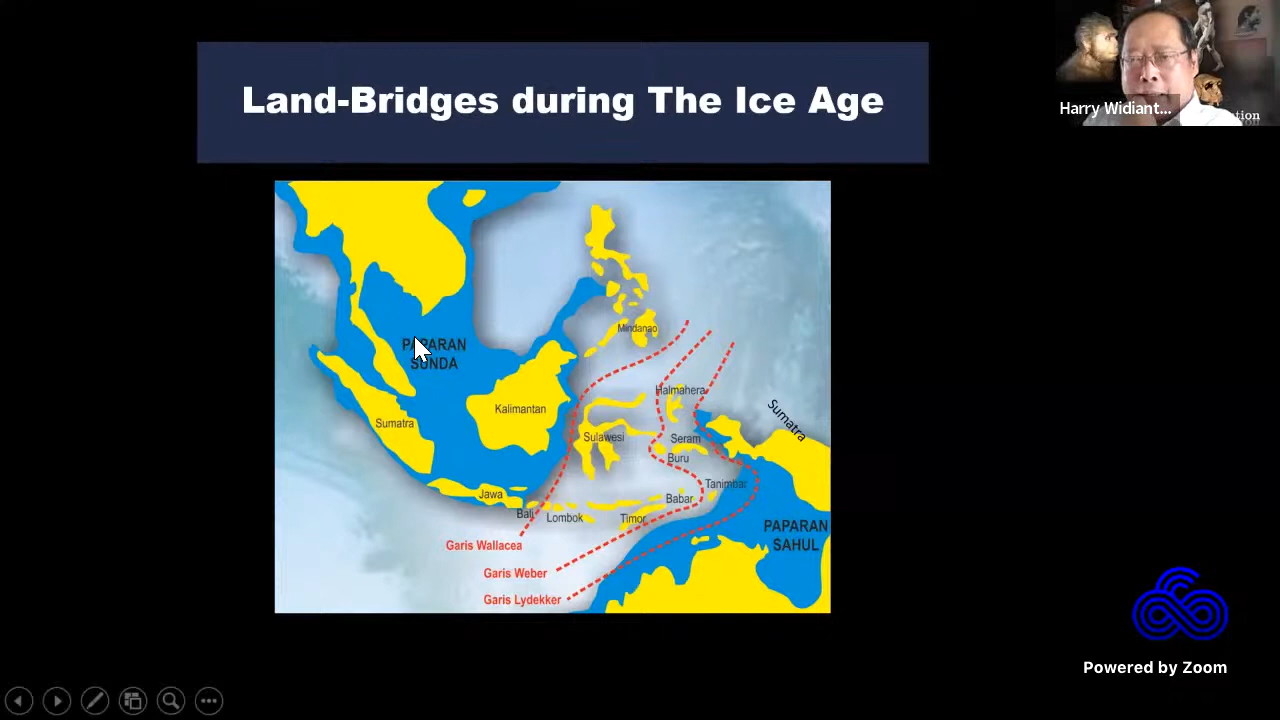 Land-Bridges during The Ice Age
Harry Widiant...
tion
PAPARAN
SUNDA
Mindanao
Halmahera
Sumatra
Kalimantan
Sumatra
Sulawesi
Seram
Buru
Tanimbar
Jawa
Babar
Bali
Lombok
Timor
PAPARAN
SAHUL
Garis Wallacea
Garis Weber
Garis Lydekker
Powered by Zoom